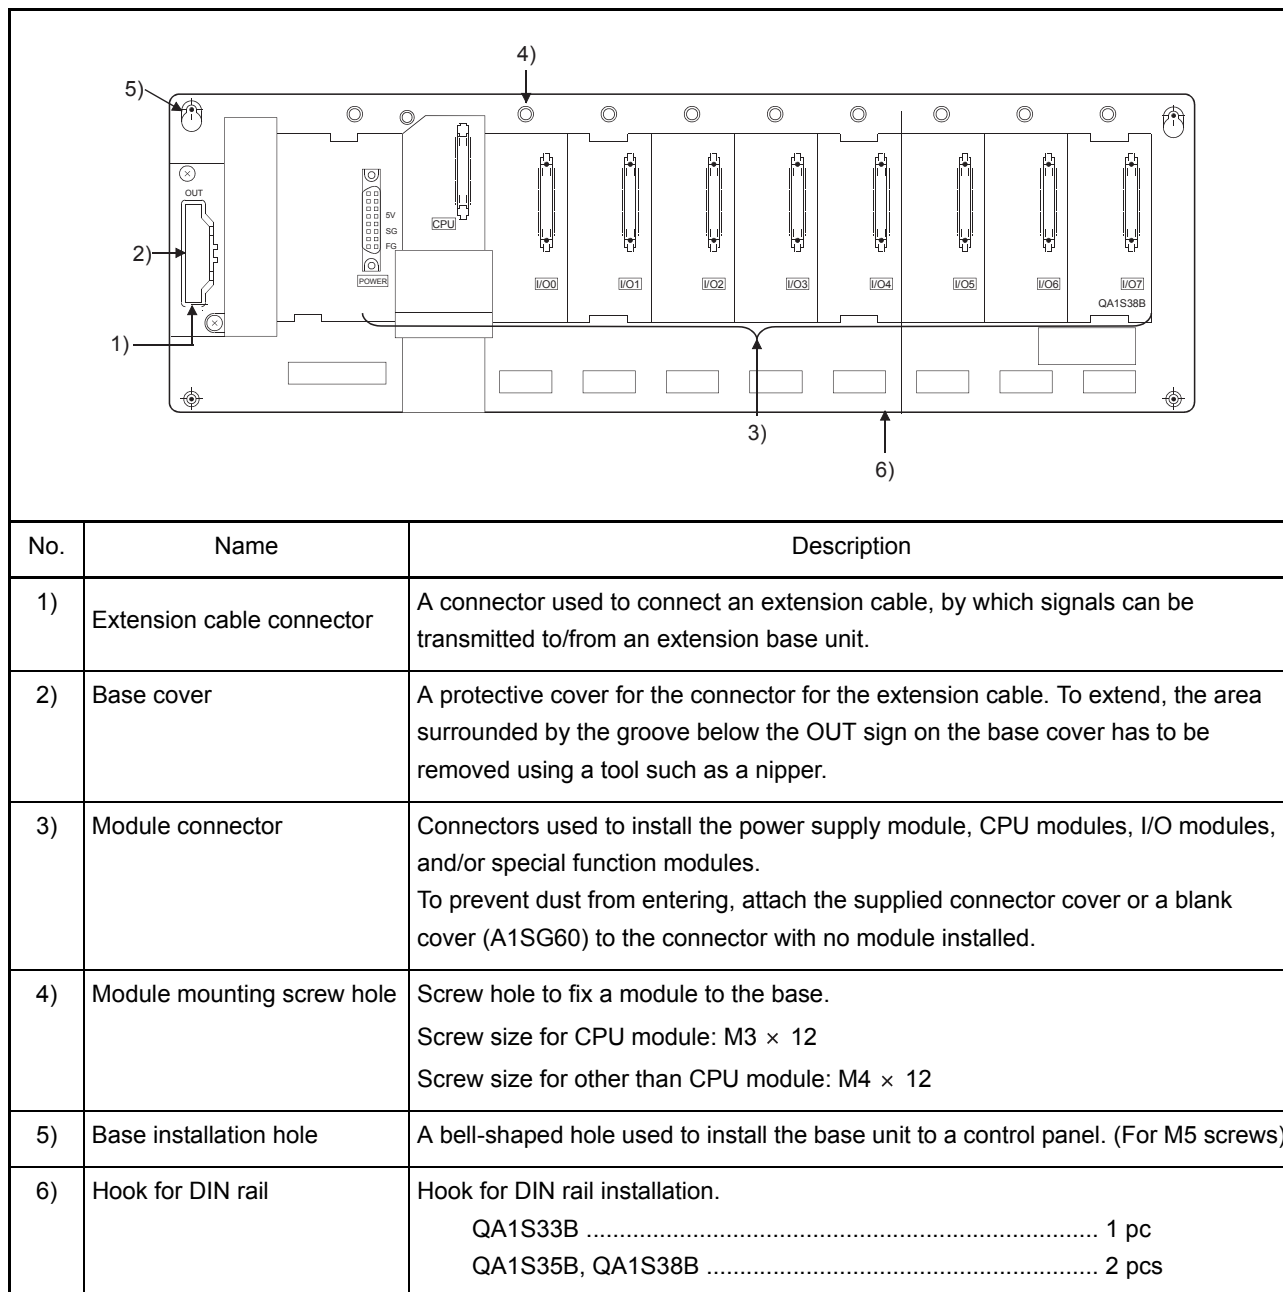 4)
5)
OUT
5V
SG
FG
CPU
2)
POWER
I/O0 I/O1 I/O2 I/O3 I/O4 I/O5 I/O6 I/O7
QA1S38B
1)
3)
6)
No. Name Description
1) Extension cable connector A connector used to connect an extension cable, by which signals can be
transmitted to/from an extension base unit.
2) Base cover A protective cover for the connector for the extension cable. To extend, the area
surrounded by the groove below the OUT sign on the base cover has to be
removed using a tool such as a nipper.
3) Module connector Connectors used to install the power supply module, CPU modules, I/O modules,
and/or special function modules.
To prevent dust from entering, attach the supplied connector cover or a blank
cover (A1SG60) to the connector with no module installed.
4) Module mounting screw hole Screw hole to fix a module to the base.
Screw size for CPU module: M3 × 12
Screw size for other than CPU module: M4 × 12
5) Base installation hole A bell-shaped hole used to install the base unit to a control panel. (For M5 screws)
6) Hook for DIN rail Hook for DIN rail installation.
QA1S33B .............................................................................. 1 pc
QA1S35B, QA1S38B ........................................................... 2 pcs